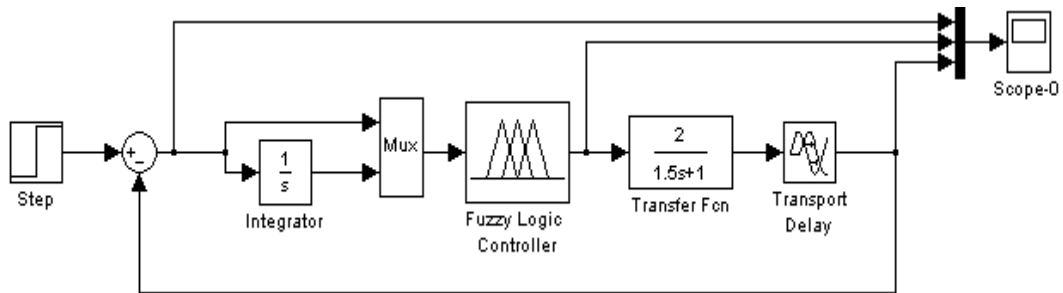 Scope-0
Step
+
−
1
s
Integrator
Mux
Fuzzy Logic
Controller
2
1.5s+1
Transfer Fcn
Transport
Delay